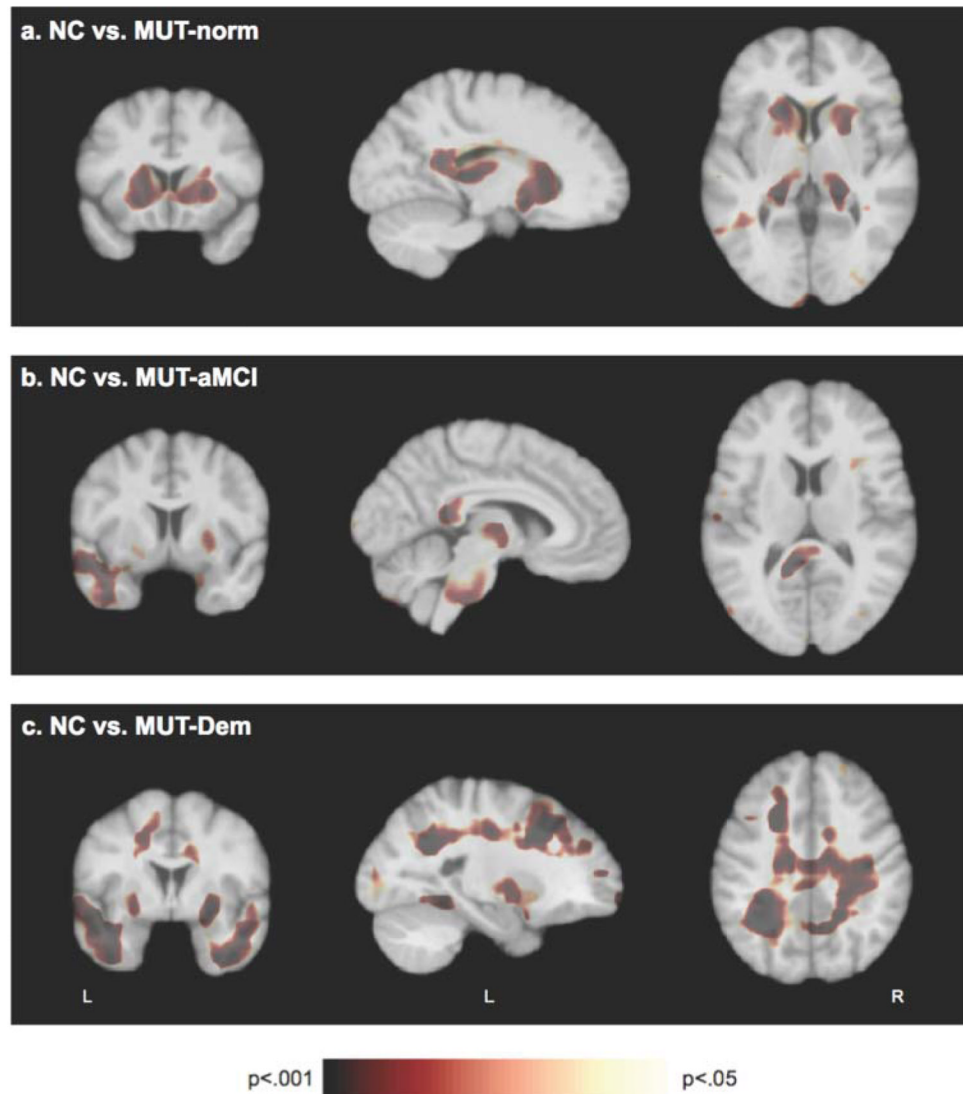 a. NC vs. MUT-norm
b. NC vs. MUT-aMCI
c. NC vs. MUT-Dem
L L R
p<.001 p<.05